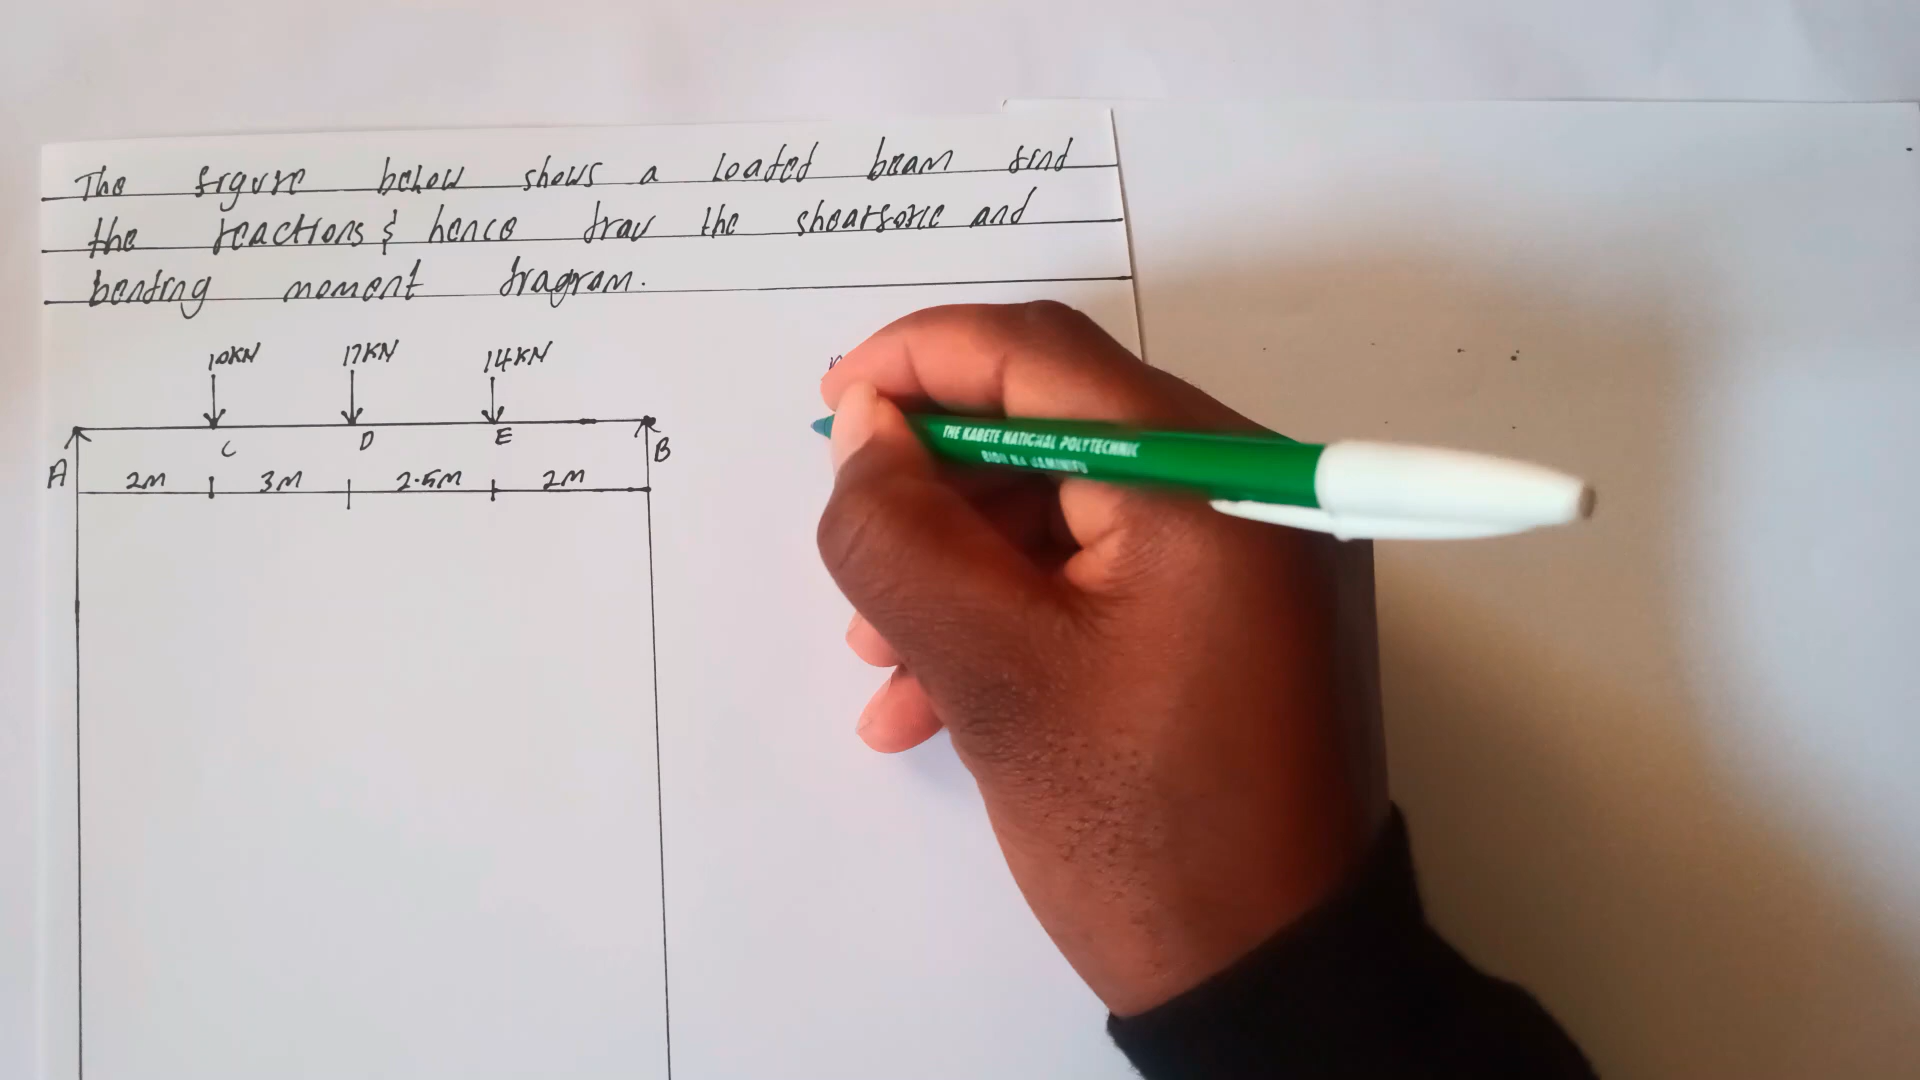 The figure below shows a loaded beam find
the reactions & hence draw the shearforce and
bending moment diagram.
10KN 17KN 14KN
A C D E B
2M 3M 2.5M 2M
THE KABETE NATIONAL POLYTECHNIC